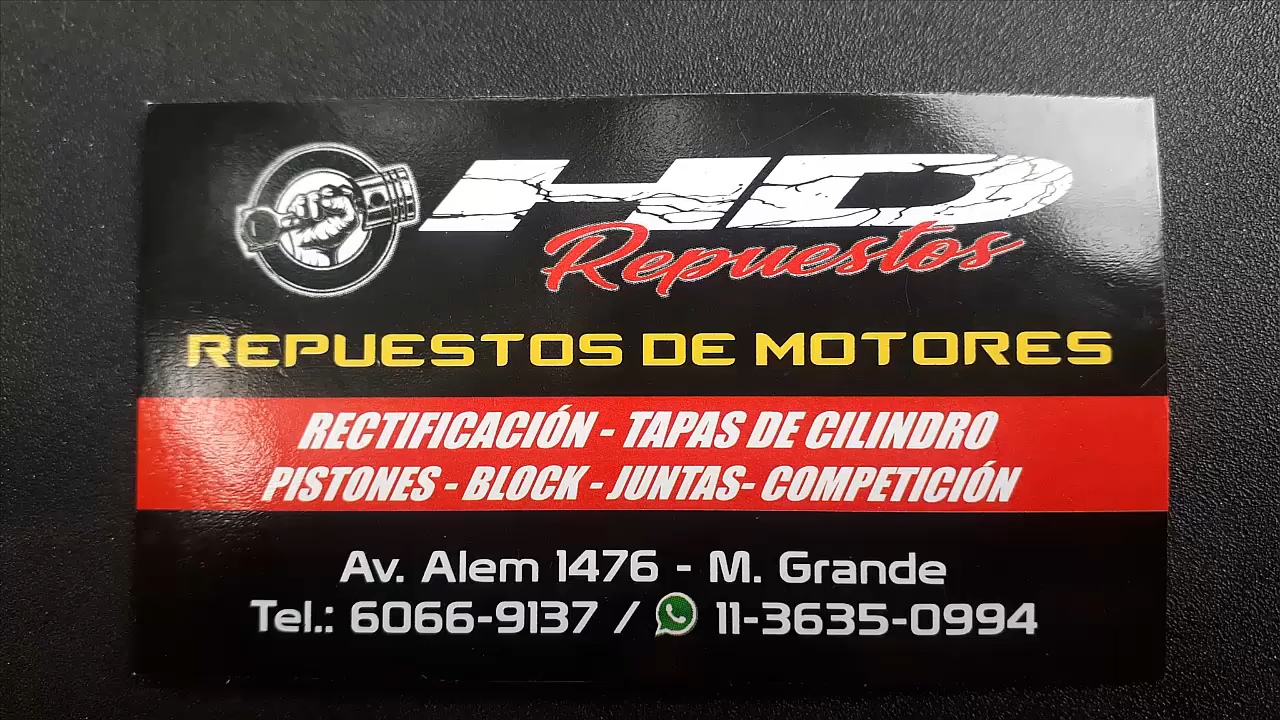 HD
Repuestos
REPUESTOS DE MOTORES
RECTIFICACIÓN - TAPAS DE CILINDRO
PISTONES - BLOCK - JUNTAS- COMPETICIÓN
Av. Alem 1476 - M. Grande
Tel.: 6066-9137 / 11-3635-0994